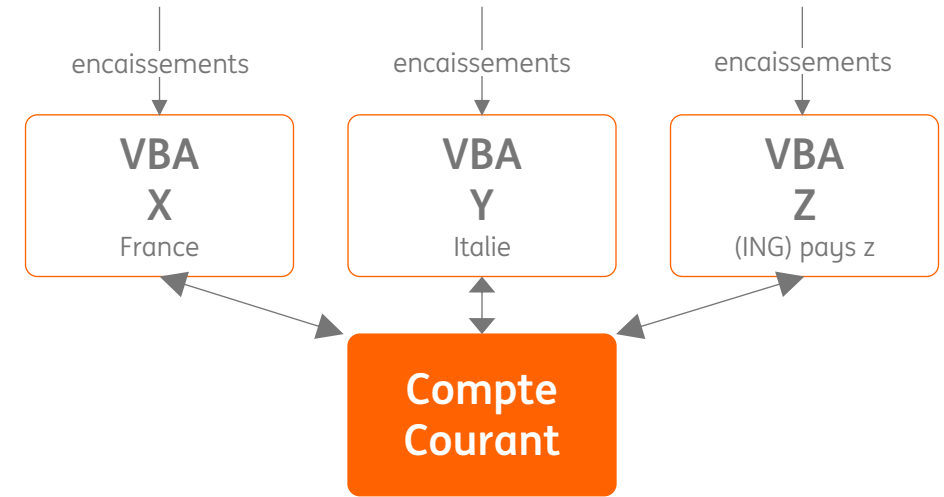 encaissements
encaissements
encaissements
VBA
X
France
VBA
Y
Italie
VBA
Z
(ING) pays z
Compte
Courant